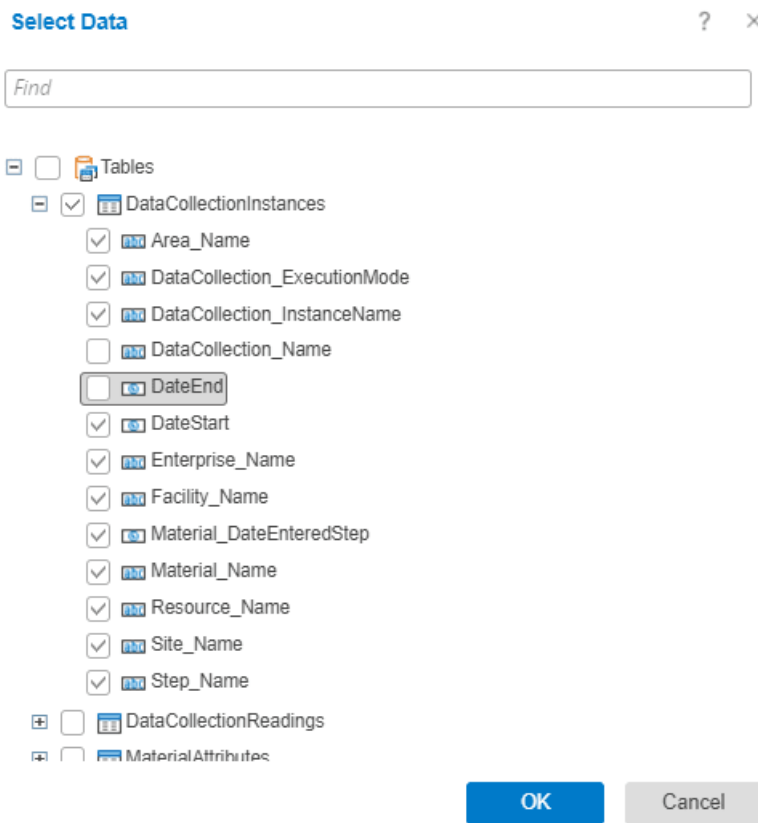 Select Data
?
Find
Tables
DataCollectionInstances
Area_Name
DataCollection_ExecutionMode
DataCollection_InstanceName
DataCollection_Name
DateEnd
DateStart
Enterprise_Name
Facility_Name
Material_DateEnteredStep
Material_Name
Resource_Name
Site_Name
Step_Name
DataCollectionReadings
MaterialAttributes
OK Cancel